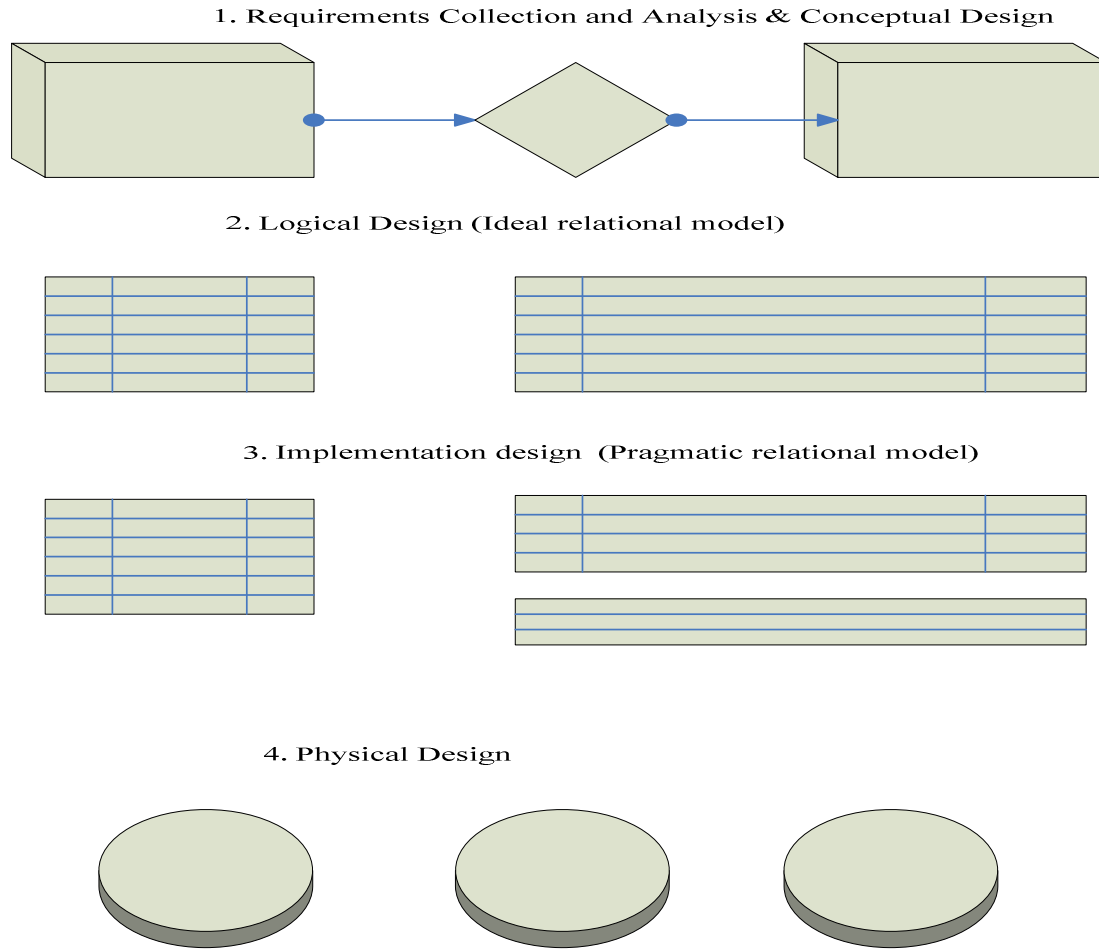 1. Requirements Collection and Analysis & Conceptual Design
2. Logical Design (Ideal relational model)
3. Implementation design (Pragmatic relational model)
4. Physical Design